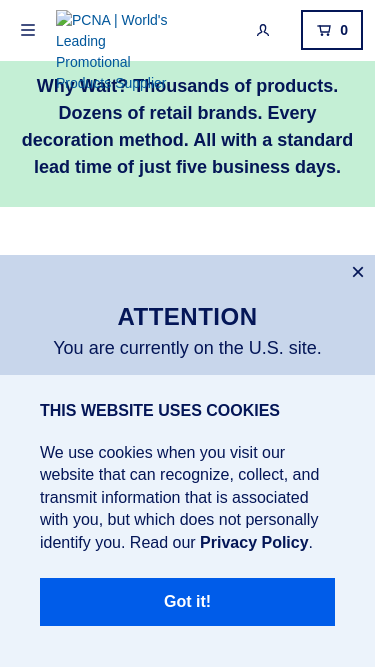 PCNA | World's
Leading
Promotional
Products Supplier
0
Why Wait? Thousands of products.
Dozens of retail brands. Every
decoration method. All with a standard
lead time of just five business days.
ATTENTION
You are currently on the U.S. site.
THIS WEBSITE USES COOKIES
We use cookies when you visit our
website that can recognize, collect, and
transmit information that is associated
with you, but which does not personally
identify you. Read our Privacy Policy.
Got it!